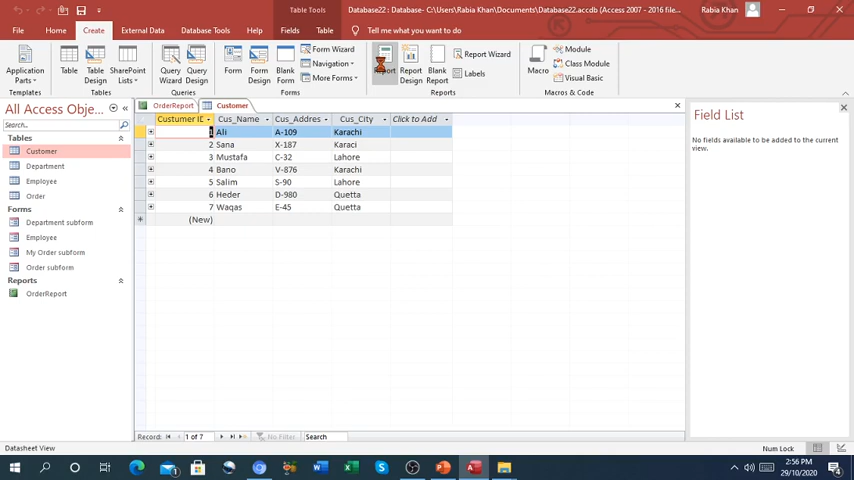 Table Tools
Database22 : Database- C:\Users\Rabia Khan\Documents\Database22.accdb (Access 2007 - 2016 file...
Rabia Khan
File Home Create External Data Database Tools Fields Table Tell me what you want to do
Application Parts
Table
Table Design
SharePoint Lists
Query Wizard
Query Design
Form
Form Design
Blank Form
Form Wizard
Navigation
More Forms
Report
Report Design
Blank Report
Report Wizard
Labels
Macro
Module
Class Module
Visual Basic
Templates Tables Queries Forms Reports Macros & Code
All Access Obje...
Search...
Tables
Customer
Department
Employee
Order
Forms
Department subform
Employee
My Order subform
Order subform
Reports
OrderReport
OrderReport Customer
Custumer IC Cus_Name Cus_Addres Cus_City Click to Add
1 Ali A-109 Karachi
2 Sana X-187 Karaci
3 Mustafa C-32 Lahore
4 Bano V-876 Karachi
5 Salim S-90 Lahore
6 Heder D-980 Quetta
7 Waqas E-45 Quetta
(New)
Field List
No fields available to be added to the current
view.
Record: 1 of 7 No Filter Search
Datasheet View
Num Lock
2:56 PM
29/10/2020
1
4